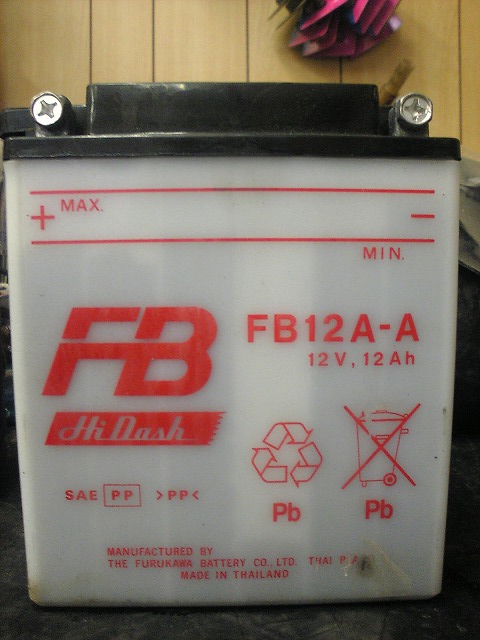 MAX.
+ −
MIN.
FB
FB12A-A
12V, 12Ah
Hi Dash
SAE PP >PP<
Pb Pb
MANUFACTURED BY
THE FURUKAWA BATTERY CO., LTD. THAI
MADE IN THAILAND